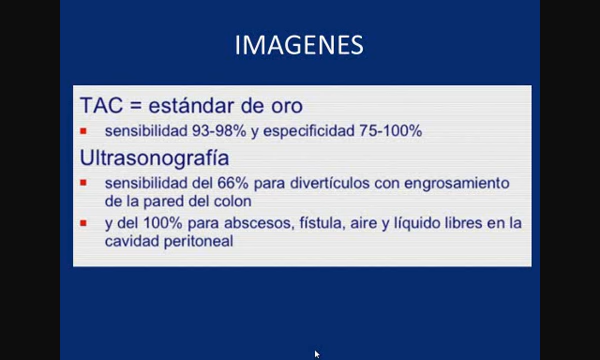 IMAGENES
TAC = estándar de oro
sensibilidad 93-98% y especificidad 75-100%
Ultrasonografía
sensibilidad del 66% para divertículos con engrosamiento
de la pared del colon
y del 100% para abscesos, fístula, aire y líquido libres en la
cavidad peritoneal